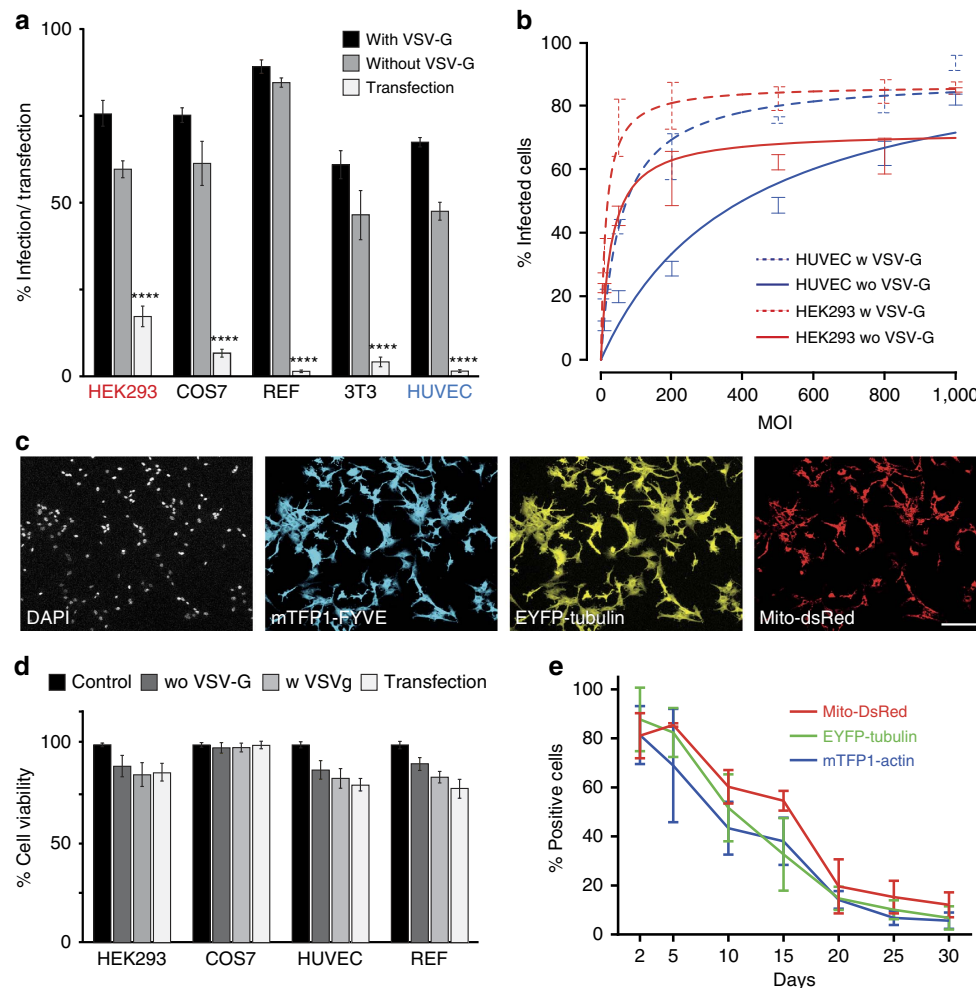 a
% Infection/ transfection
100
50
0
With VSV-G
Without VSV-G
Transfection
****
****
****
****
****
HEK293
COS7
REF
3T3
HUVEC
b
% Infected cells
100
80
60
40
20
0
HUVEC w VSV-G
HUVEC wo VSV-G
HEK293 w VSV-G
HEK293 wo VSV-G
0
200
400
600
800
1,000
MOI
c
DAPI
mTFP1-FYVE
EYFP-tubulin
Mito-dsRed
d
Control
wo VSV-G
w VSVg
Transfection
% Cell viability
100
50
0
HEK293
COS7
HUVEC
REF
e
% Positive cells
100
80
60
40
20
0
Mito-DsRed
EYFP-tubulin
mTFP1-actin
2
5
10
15
20
25
30
Days